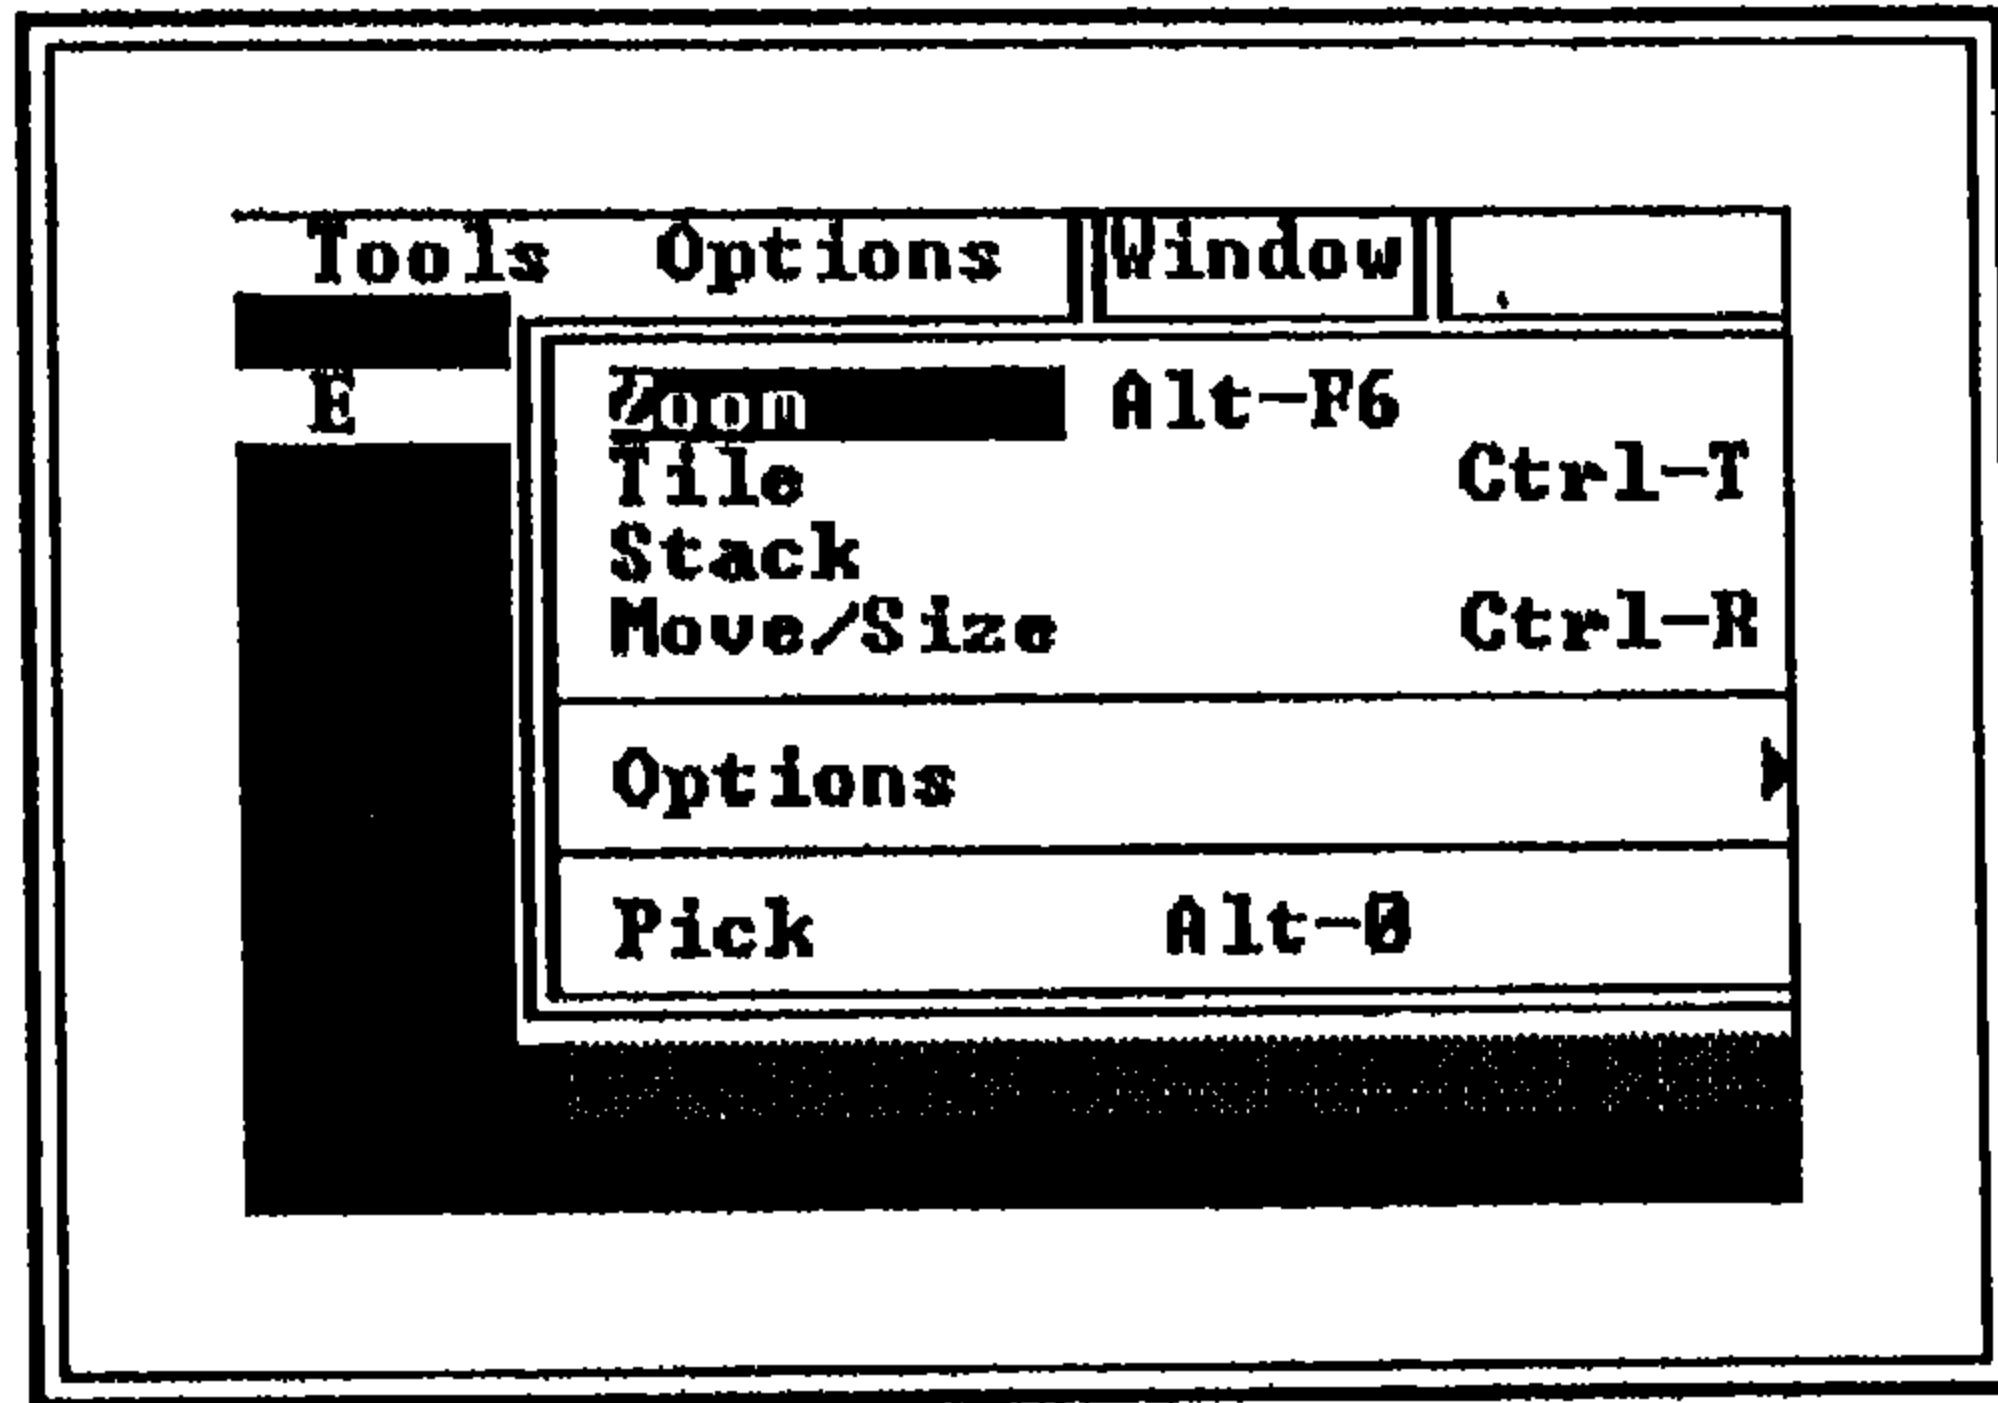 Tools Options Window
E
Zoom Alt-F6
Tile Ctrl-T
Stack
Move/Size Ctrl-R
Options
Pick Alt-0